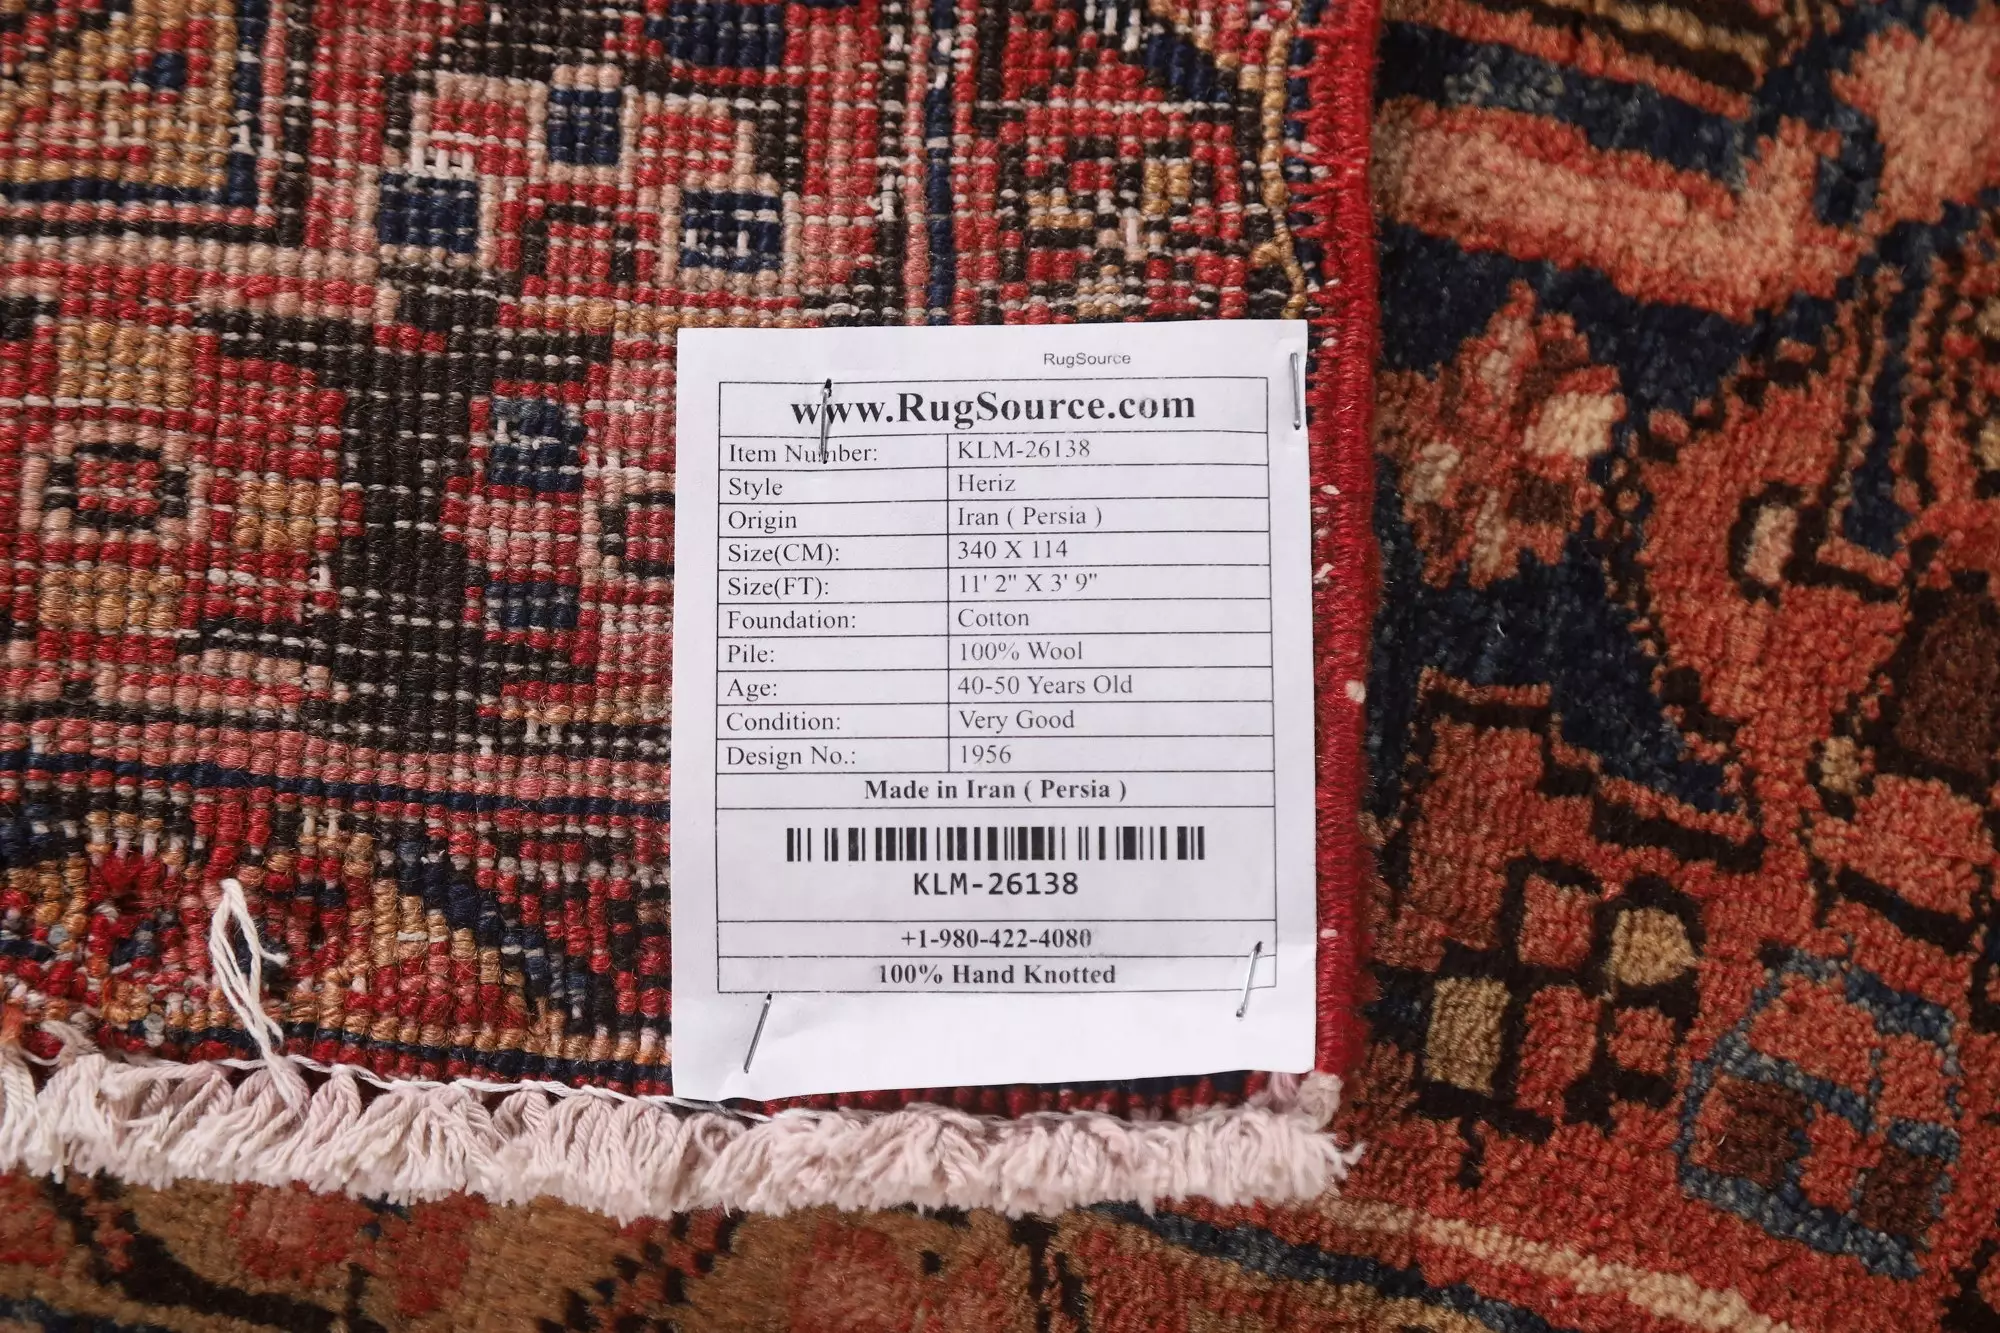 RugSource
www.RugSource.com
Item Number: KLM-26138
Style Heriz
Origin Iran ( Persia )
Size(CM): 340 X 114
Size(FT): 11' 2" X 3' 9"
Foundation: Cotton
Pile: 100% Wool
Age: 40-50 Years Old
Condition: Very Good
Design No.: 1956
Made in Iran ( Persia )
KLM-26138
+1-980-422-4080
100% Hand Knotted